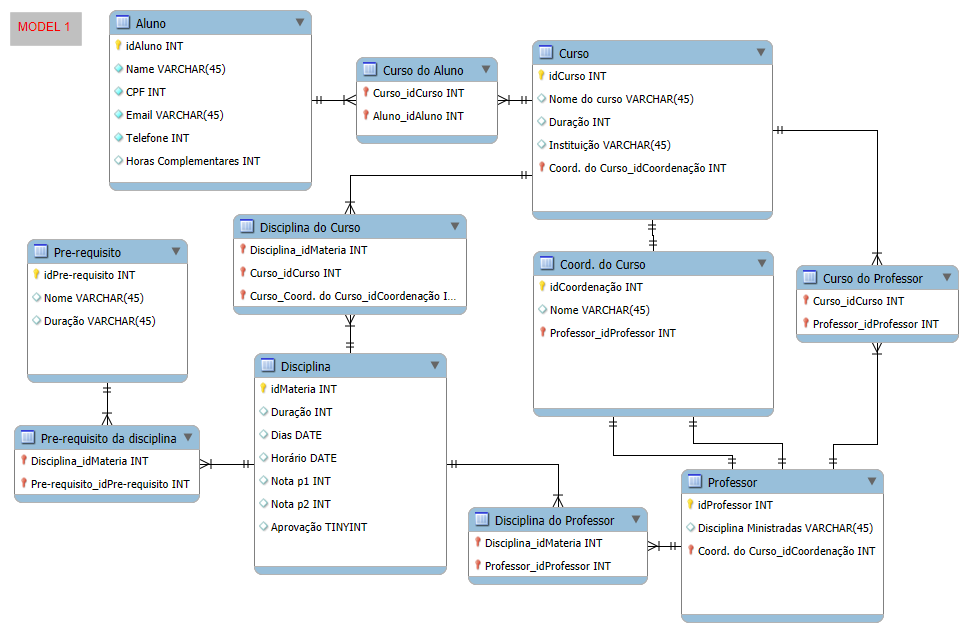 MODEL 1
Aluno
idAluno INT
Name VARCHAR(45)
CPF INT
Email VARCHAR(45)
Telefone INT
Horas Complementares INT
Curso do Aluno
Curso_idCurso INT
Aluno_idAluno INT
Curso
idCurso INT
Nome do curso VARCHAR(45)
Duração INT
Instituição VARCHAR(45)
Coord. do Curso_idCoordenação INT
Disciplina do Curso
Disciplina_idMateria INT
Curso_idCurso INT
Curso_Coord. do Curso_idCoordenação I...
Pre-requisito
idPre-requisito INT
Nome VARCHAR(45)
Duração VARCHAR(45)
Coord. do Curso
idCoordenação INT
Nome VARCHAR(45)
Professor_idProfessor INT
Curso do Professor
Curso_idCurso INT
Professor_idProfessor INT
Disciplina
idMateria INT
Duração INT
Dias DATE
Horário DATE
Nota p1 INT
Nota p2 INT
Aprovação TINYINT
Pre-requisito da disciplina
Disciplina_idMateria INT
Pre-requisito_idPre-requisito INT
Disciplina do Professor
Disciplina_idMateria INT
Professor_idProfessor INT
Professor
idProfessor INT
Disciplina Ministradas VARCHAR(45)
Coord. do Curso_idCoordenação INT